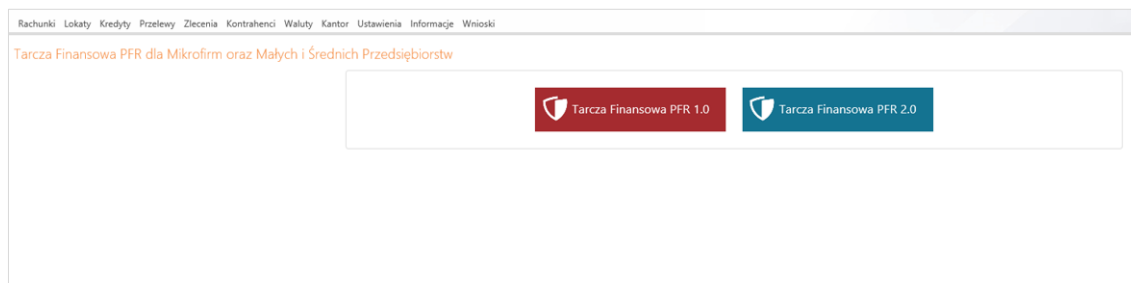 Rachunki Lokaty Kredyty Przelewy Zlecenia Kontrahenci Waluty Kantor Ustawienia Informacje Wnioski
Tarcza Finansowa PFR dla Mikrofirm oraz Małych i Średnich Przedsiębiorstw
Tarcza Finansowa PFR 1.0 Tarcza Finansowa PFR 2.0